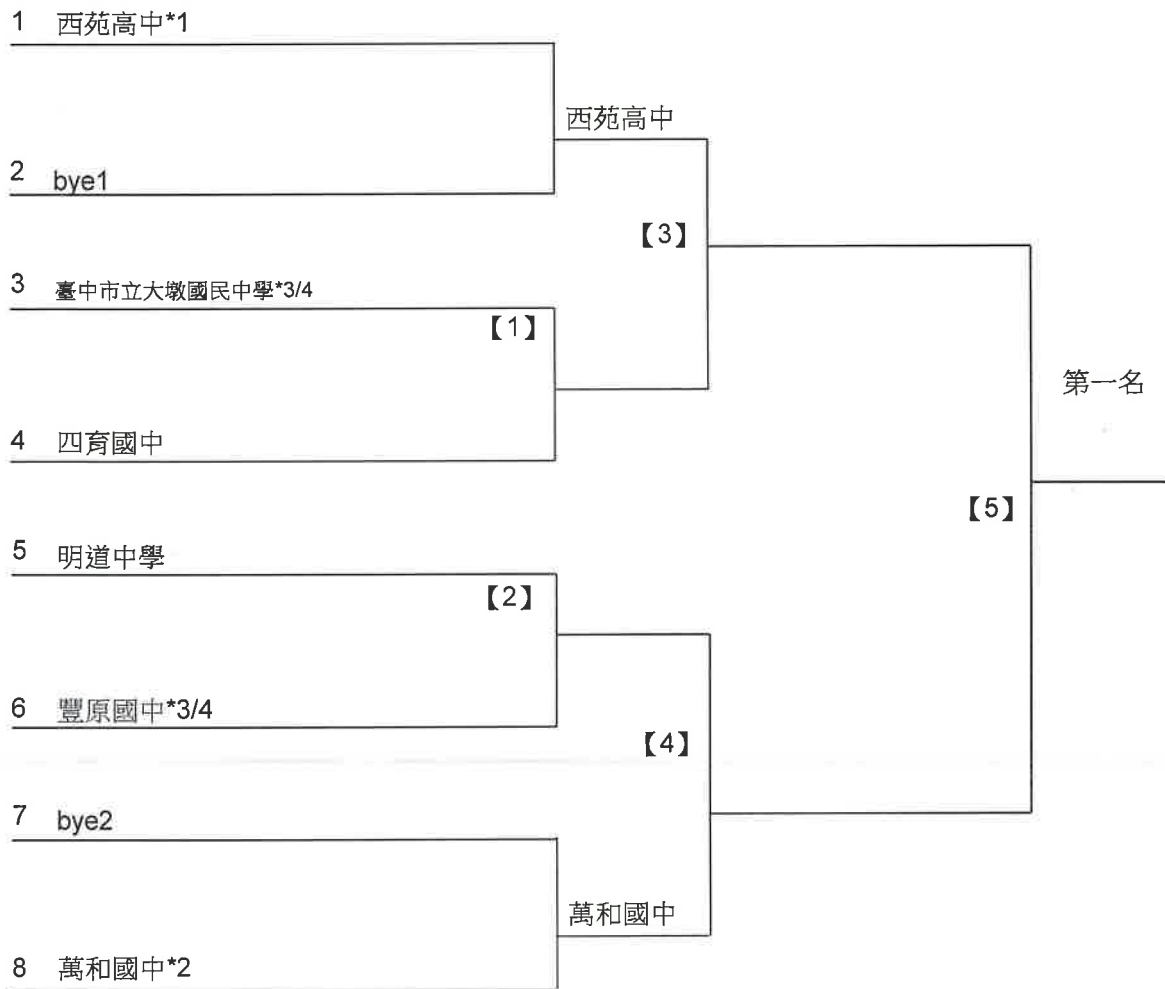 1 西苑高中*1
西苑高中
2 bye1
【3】
3 臺中市立大墩國民中學*3/4
【1】
第一名
4 四育國中
【5】
5 明道中學
【2】
6 豐原國中*3/4
【4】
7 bye2
萬和國中
8 萬和國中*2